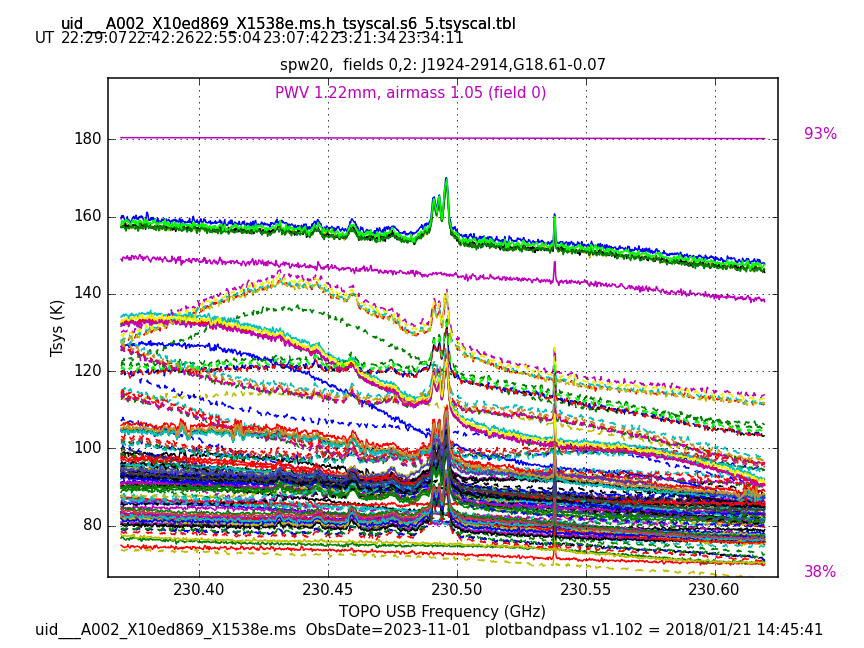 uid___A002_X10ed869_X1538e.ms.h_tsyscal.s6_5.tsyscal.tbl
UT 22:29:07 22:42:26 22:55:04 23:07:42 23:21:34 23:34:11
spw20, fields 0,2: J1924-2914,G18.61-0.07
PWV 1.22mm, airmass 1.05 (field 0)
93%
180
160
140
120
100
80
Tsys (K)
38%
230.40 230.45 230.50 230.55 230.60
TOPO USB Frequency (GHz)
uid___A002_X10ed869_X1538e.ms ObsDate=2023-11-01 plotbandpass v1.102 = 2018/01/21 14:45:41